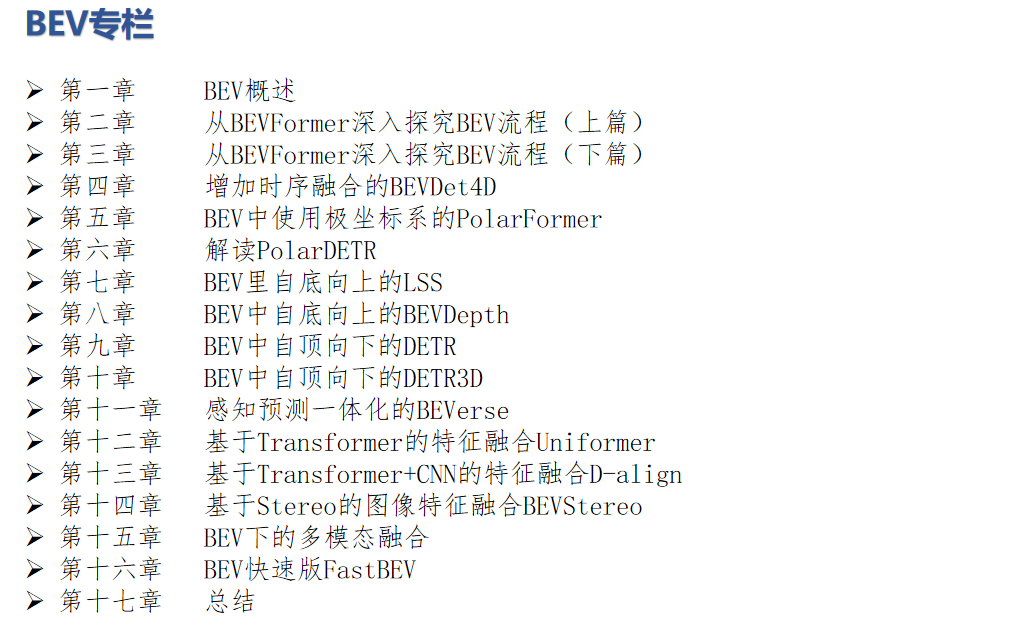 BEV专栏
➢ 第一章 BEV概述
➢ 第二章 从BEVFormer深入探究BEV流程（上篇）
➢ 第三章 从BEVFormer深入探究BEV流程（下篇）
➢ 第四章 增加时序融合的BEVDet4D
➢ 第五章 BEV中使用极坐标系的PolarFormer
➢ 第六章 解读PolarDETR
➢ 第七章 BEV里自底向上的LSS
➢ 第八章 BEV中自底向上的BEVDepth
➢ 第九章 BEV中自顶向下的DETR
➢ 第十章 BEV中自顶向下的DETR3D
➢ 第十一章 感知预测一体化的BEVerse
➢ 第十二章 基于Transformer的特征融合Uniformer
➢ 第十三章 基于Transformer+CNN的特征融合D-align
➢ 第十四章 基于Stereo的图像特征融合BEVStereo
➢ 第十五章 BEV下的多模态融合
➢ 第十六章 BEV快速版FastBEV
➢ 第十七章 总结